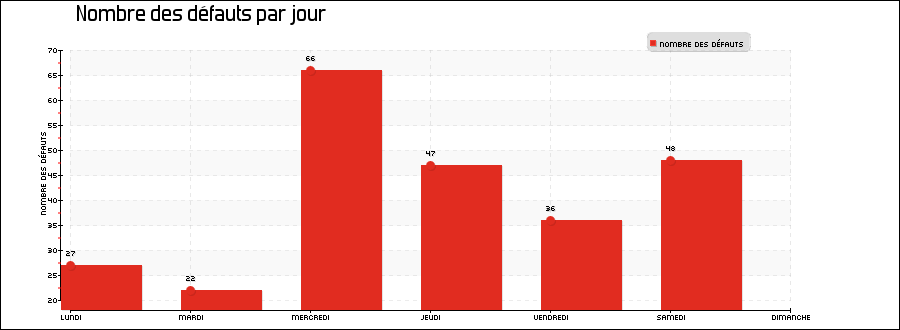 Nombre des défauts par jour
NOMBRE DES DÉFAUTS
NOMBRE DES DÉFAUTS
70
65
60
55
50
45
40
35
30
25
20
27
22
66
47
36
48
LUNDI
MARDI
MERCREDI
JEUDI
VENDREDI
SAMEDI
DIMANCHE